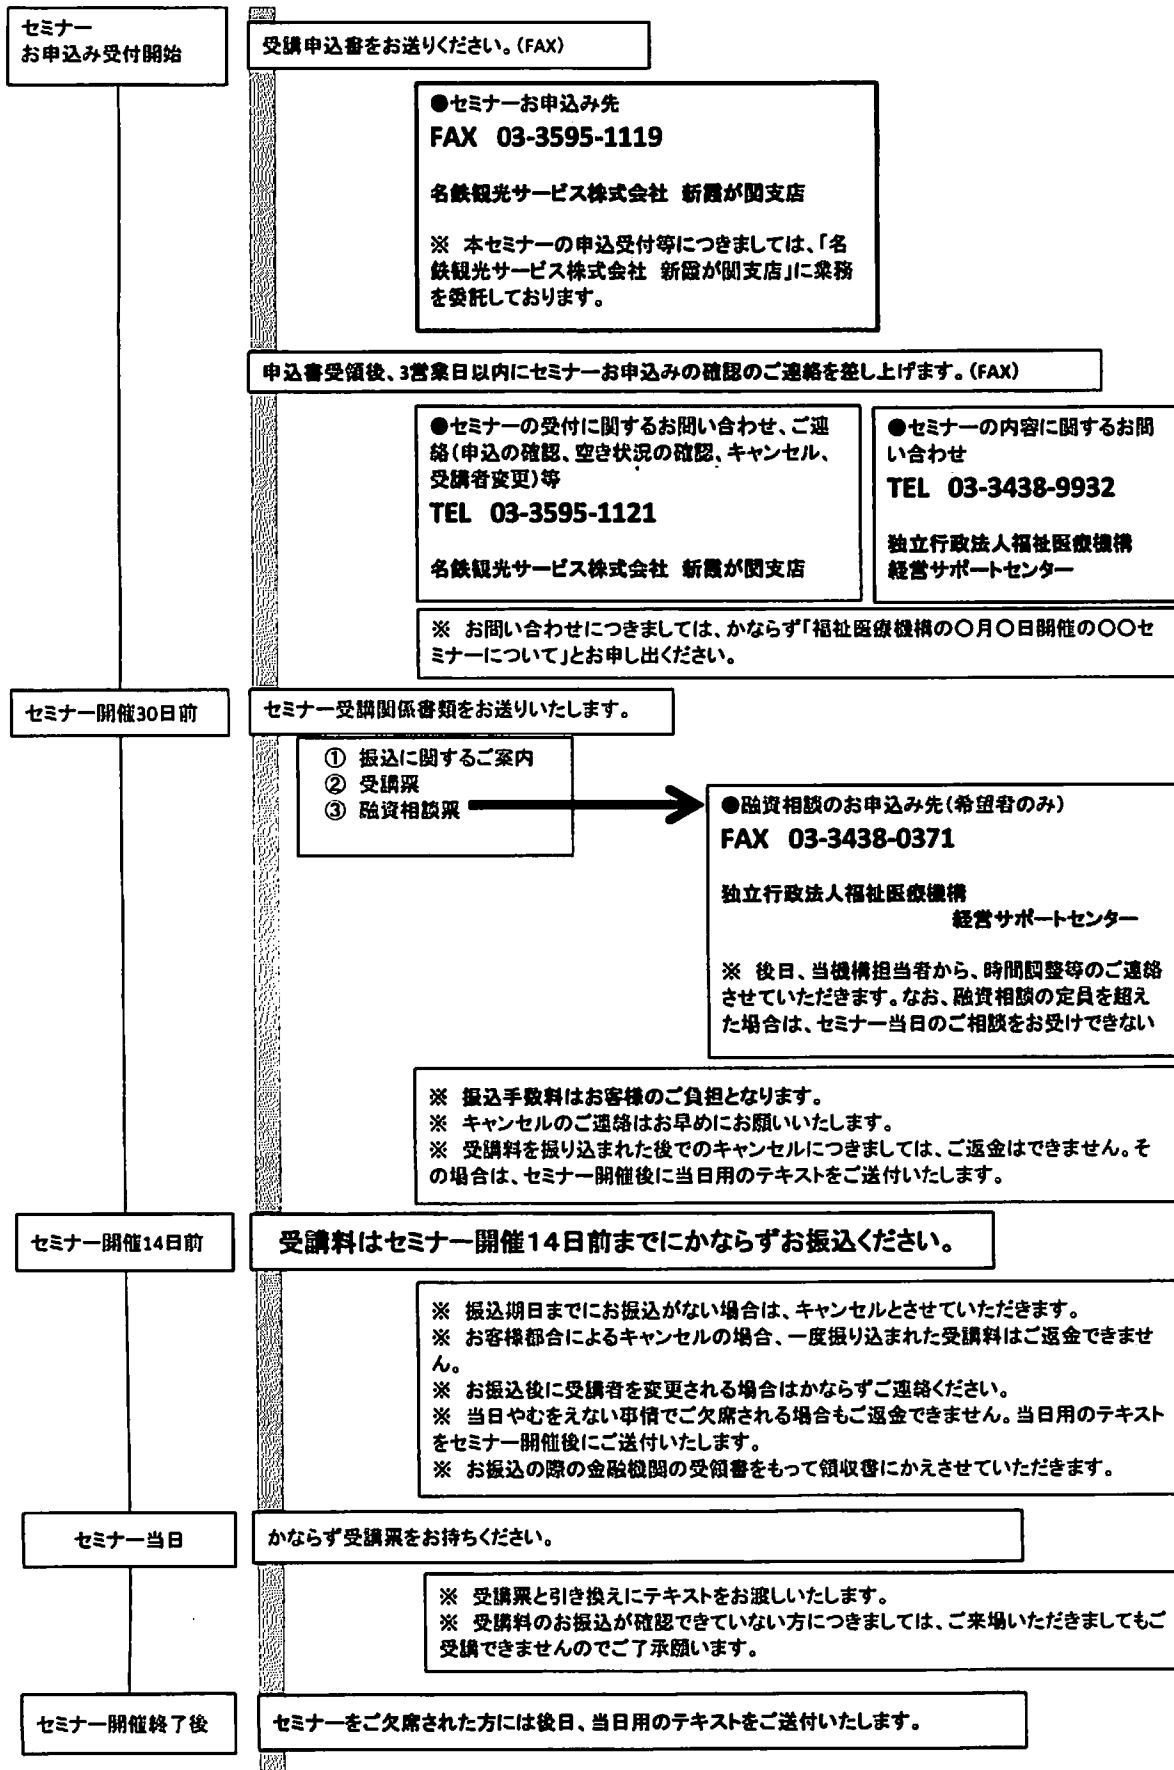 セミナー
お申込み受付開始
受講申込書をお送りください。(FAX)
●セミナーお申込み先
FAX 03-3595-1119
名鉄観光サービス株式会社 新霞が関支店
※ 本セミナーの申込受付等につきましては、「名
鉄観光サービス株式会社 新霞が関支店」に業務
を委託しております。
申込書受領後、3営業日以内にセミナーお申込みの確認のご連絡を差し上げます。(FAX)
●セミナーの受付に関するお問い合わせ、ご連
絡(申込の確認、空き状況の確認、キャンセル、
受講者変更)等
TEL 03-3595-1121
名鉄観光サービス株式会社 新霞が関支店
●セミナーの内容に関するお問
い合わせ
TEL 03-3438-9932
独立行政法人福祉医療機構
経営サポートセンター
※ お問い合わせにつきましては、かならず「福祉医療機構の〇月〇日開催の〇〇セ
ミナーについて」とお申し出ください。
セミナー開催30日前
セミナー受講関係書類をお送りいたします。
① 振込に関するご案内
② 受講票
③ 融資相談票
●融資相談のお申込み先(希望者のみ)
FAX 03-3438-0371
独立行政法人福祉医療機構
経営サポートセンター
※ 後日、当機構担当者から、時間調整等のご連絡
させていただきます。なお、融資相談の定員を超え
た場合は、セミナー当日のご相談をお受けできない
※ 振込手数料はお客様のご負担となります。
※ キャンセルのご連絡はお早めにお願いいたします。
※ 受講料を振り込まれた後でのキャンセルにつきましては、ご返金はできません。そ
の場合は、セミナー開催後に当日用のテキストをご送付いたします。
セミナー開催14日前
受講料はセミナー開催14日前までにかならずお振込ください。
※ 振込期日までにお振込がない場合は、キャンセルとさせていただきます。
※ お客様都合によるキャンセルの場合、一度振り込まれた受講料はご返金できませ
ん。
※ お振込後に受講者を変更される場合はかならずご連絡ください。
※ 当日やむをえない事情でご欠席される場合もご返金できません。当日用のテキスト
をセミナー開催後にご送付いたします。
※ お振込の際の金融機関の受領書をもって領収書にかえさせていただきます。
セミナー当日
かならず受講票をお持ちください。
※ 受講票と引き換えにテキストをお渡しいたします。
※ 受講料のお振込が確認できていない方につきましては、ご来場いただきましてもご
受講できませんのでご了承願います。
セミナー開催終了後
セミナーをご欠席された方には後日、当日用のテキストをご送付いたします。